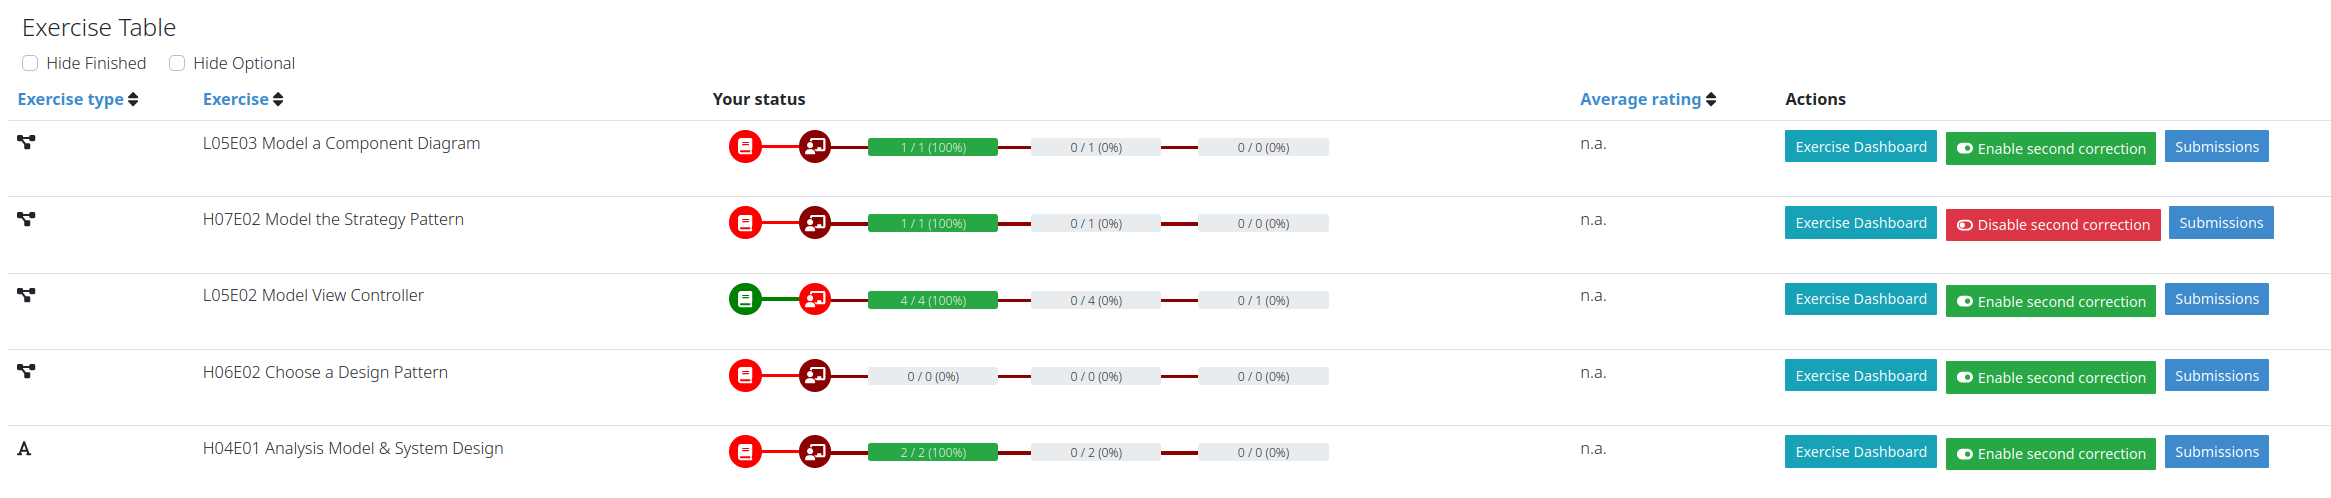 Exercise Table
Hide Finished Hide Optional
Exercise type Exercise Your status Average rating Actions
L05E03 Model a Component Diagram 1 / 1 (100%) 0 / 1 (0%) 0 / 0 (0%) n.a. Exercise Dashboard Enable second correction Submissions
H07E02 Model the Strategy Pattern 1 / 1 (100%) 0 / 1 (0%) 0 / 0 (0%) n.a. Exercise Dashboard Disable second correction Submissions
L05E02 Model View Controller 4 / 4 (100%) 0 / 4 (0%) 0 / 1 (0%) n.a. Exercise Dashboard Enable second correction Submissions
H06E02 Choose a Design Pattern 0 / 0 (0%) 0 / 0 (0%) 0 / 0 (0%) n.a. Exercise Dashboard Enable second correction Submissions
H04E01 Analysis Model & System Design 2 / 2 (100%) 0 / 2 (0%) 0 / 0 (0%) n.a. Exercise Dashboard Enable second correction Submissions